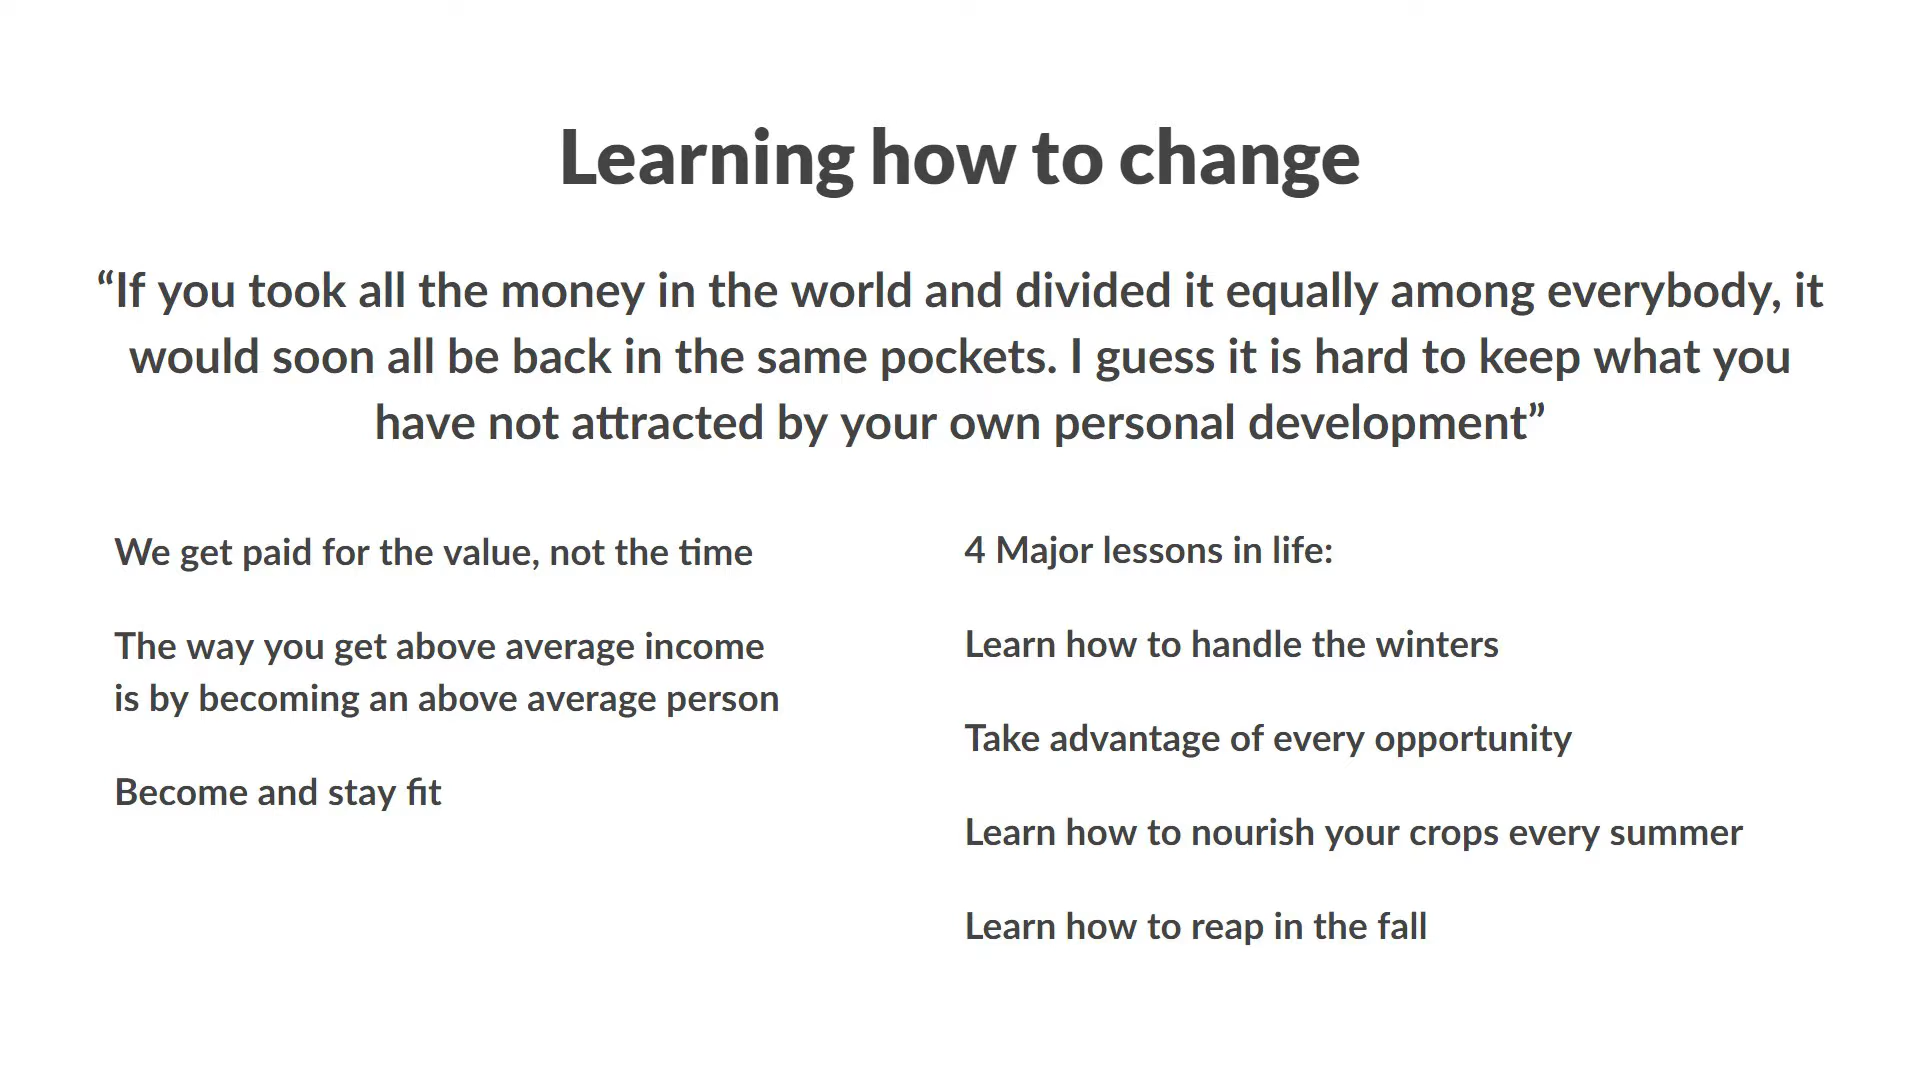 Learning how to change
“If you took all the money in the world and divided it equally among everybody, it
would soon all be back in the same pockets. I guess it is hard to keep what you
have not attracted by your own personal development”
We get paid for the value, not the time
The way you get above average income
is by becoming an above average person
Become and stay fit
4 Major lessons in life:
Learn how to handle the winters
Take advantage of every opportunity
Learn how to nourish your crops every summer
Learn how to reap in the fall